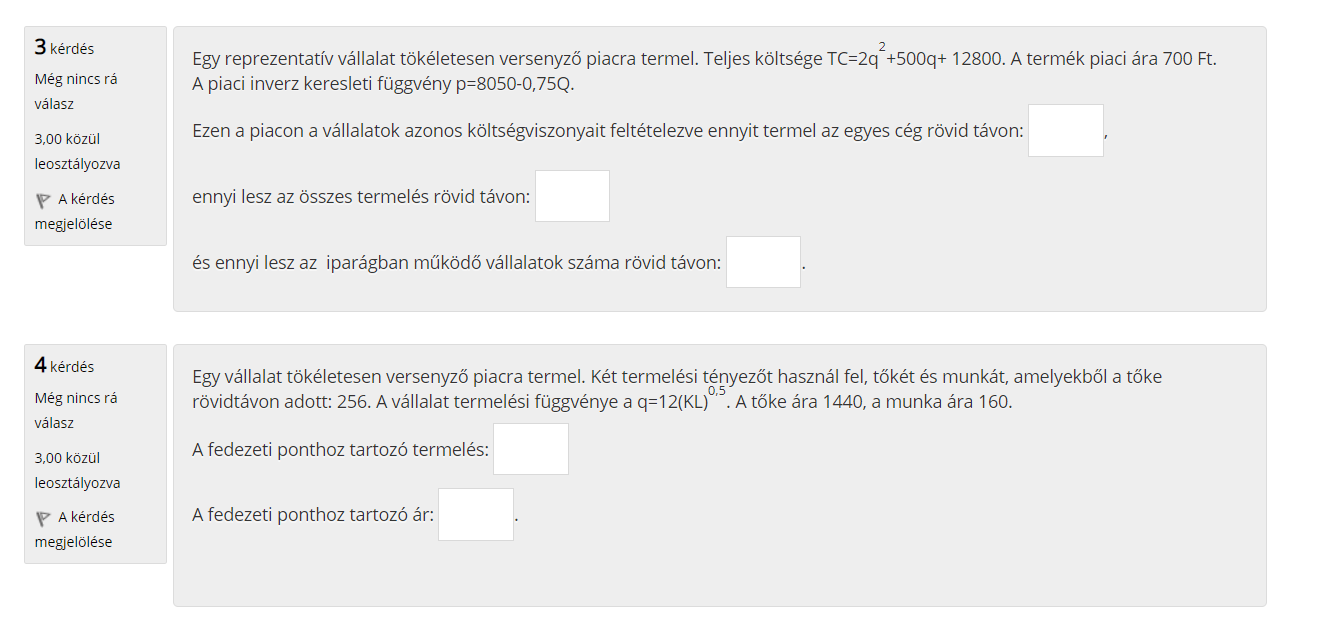 3 kérdés
Még nincs rá
válasz
3,00 közül
leosztályozva
A kérdés
megjelölése
Egy reprezentatív vállalat tökéletesen versenyző piacra termel. Teljes költsége TC=2q²+500q+ 12800. A termék piaci ára 700 Ft.
A piaci inverz keresleti függvény p=8050-0,75Q.
Ezen a piacon a vállalatok azonos költségviszonyait feltételezve ennyit termel az egyes cég rövid távon: ,
ennyi lesz az összes termelés rövid távon:
és ennyi lesz az iparágban működő vállalatok száma rövid távon: .
4 kérdés
Még nincs rá
válasz
3,00 közül
leosztályozva
A kérdés
megjelölése
Egy vállalat tökéletesen versenyző piacra termel. Két termelési tényezőt használ fel, tőkét és munkát, amelyekből a tőke
rövidtávon adott: 256. A vállalat termelési függvénye a q=12(KL)^0,5. A tőke ára 1440, a munka ára 160.
A fedezeti ponthoz tartozó termelés:
A fedezeti ponthoz tartozó ár: .